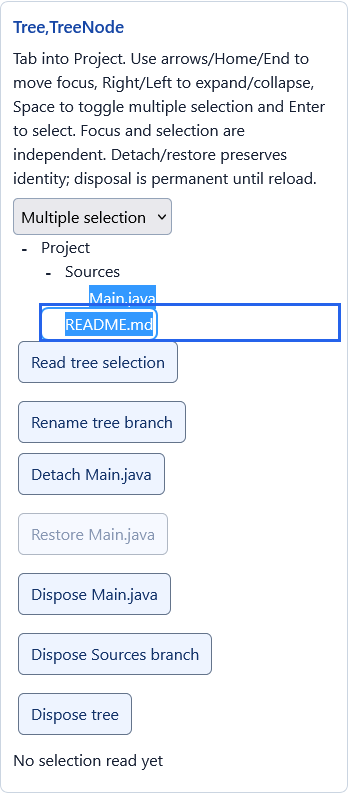 Tree,TreeNode
Tab into Project. Use arrows/Home/End to
move focus, Right/Left to expand/collapse,
Space to toggle multiple selection and Enter
to select. Focus and selection are
independent. Detach/restore preserves
identity; disposal is permanent until reload.
Multiple selection
- Project
- Sources
Main.java
README.md
Read tree selection
Rename tree branch
Detach Main.java
Restore Main.java
Dispose Main.java
Dispose Sources branch
Dispose tree
No selection read yet